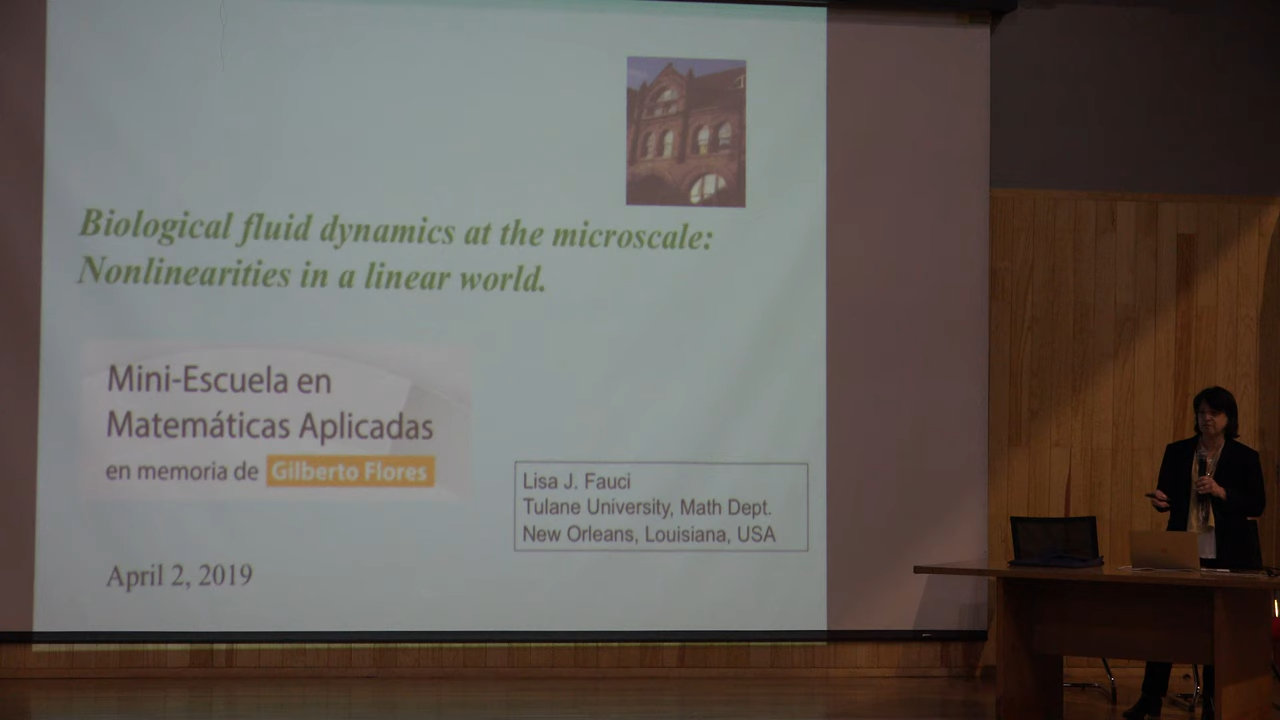 Biological fluid dynamics at the microscale:
Nonlinearities in a linear world.
Mini-Escuela en
Matemáticas Aplicadas
en memoria de Gilberto Flores
Lisa J. Fauci
Tulane University, Math Dept.
New Orleans, Louisiana, USA
April 2, 2019